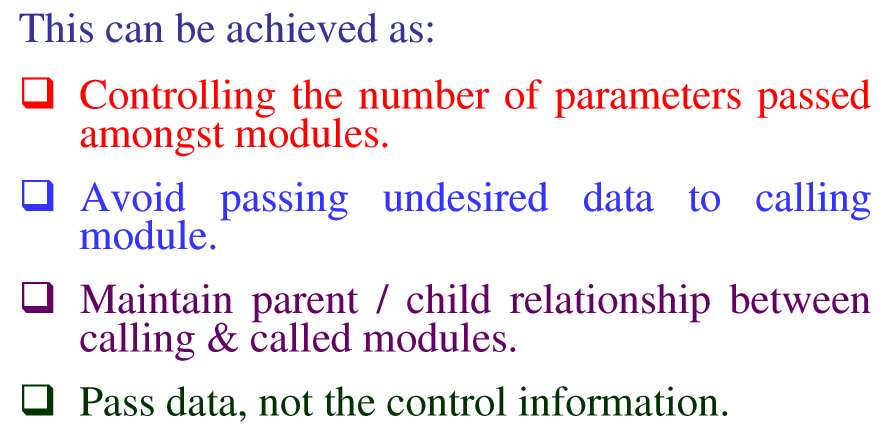 This can be achieved as:
❑ Controlling the number of parameters passed
amongst modules.
❑ Avoid passing undesired data to calling
module.
❑ Maintain parent / child relationship between
calling & called modules.
❑ Pass data, not the control information.